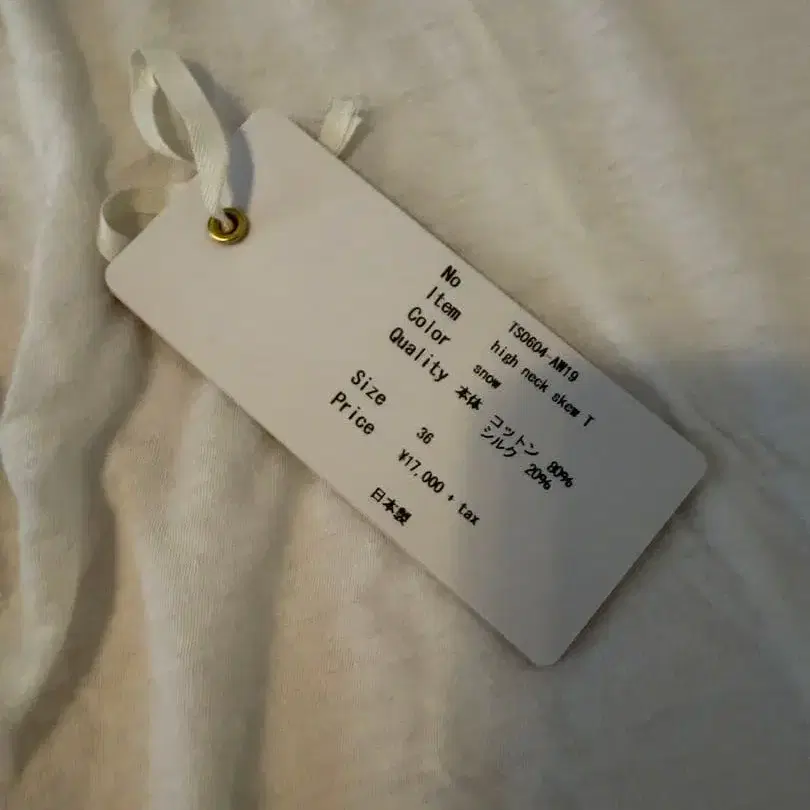 No TS0604-AW19
Item high neck skew T
Color snow
Quality 本体 コットン 80%
シルク 20%
Size 36
Price ¥17,000 + tax
日本製